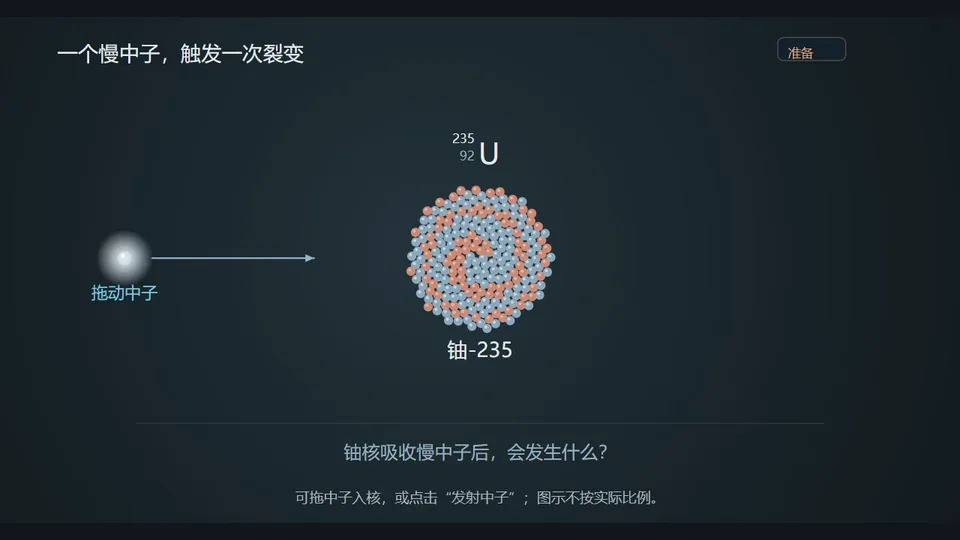 一个慢中子，触发一次裂变
准备
235
92 U
拖动中子
铀-235
铀核吸收慢中子后，会发生什么？
可拖中子入核，或点击“发射中子”；图示不按实际比例。